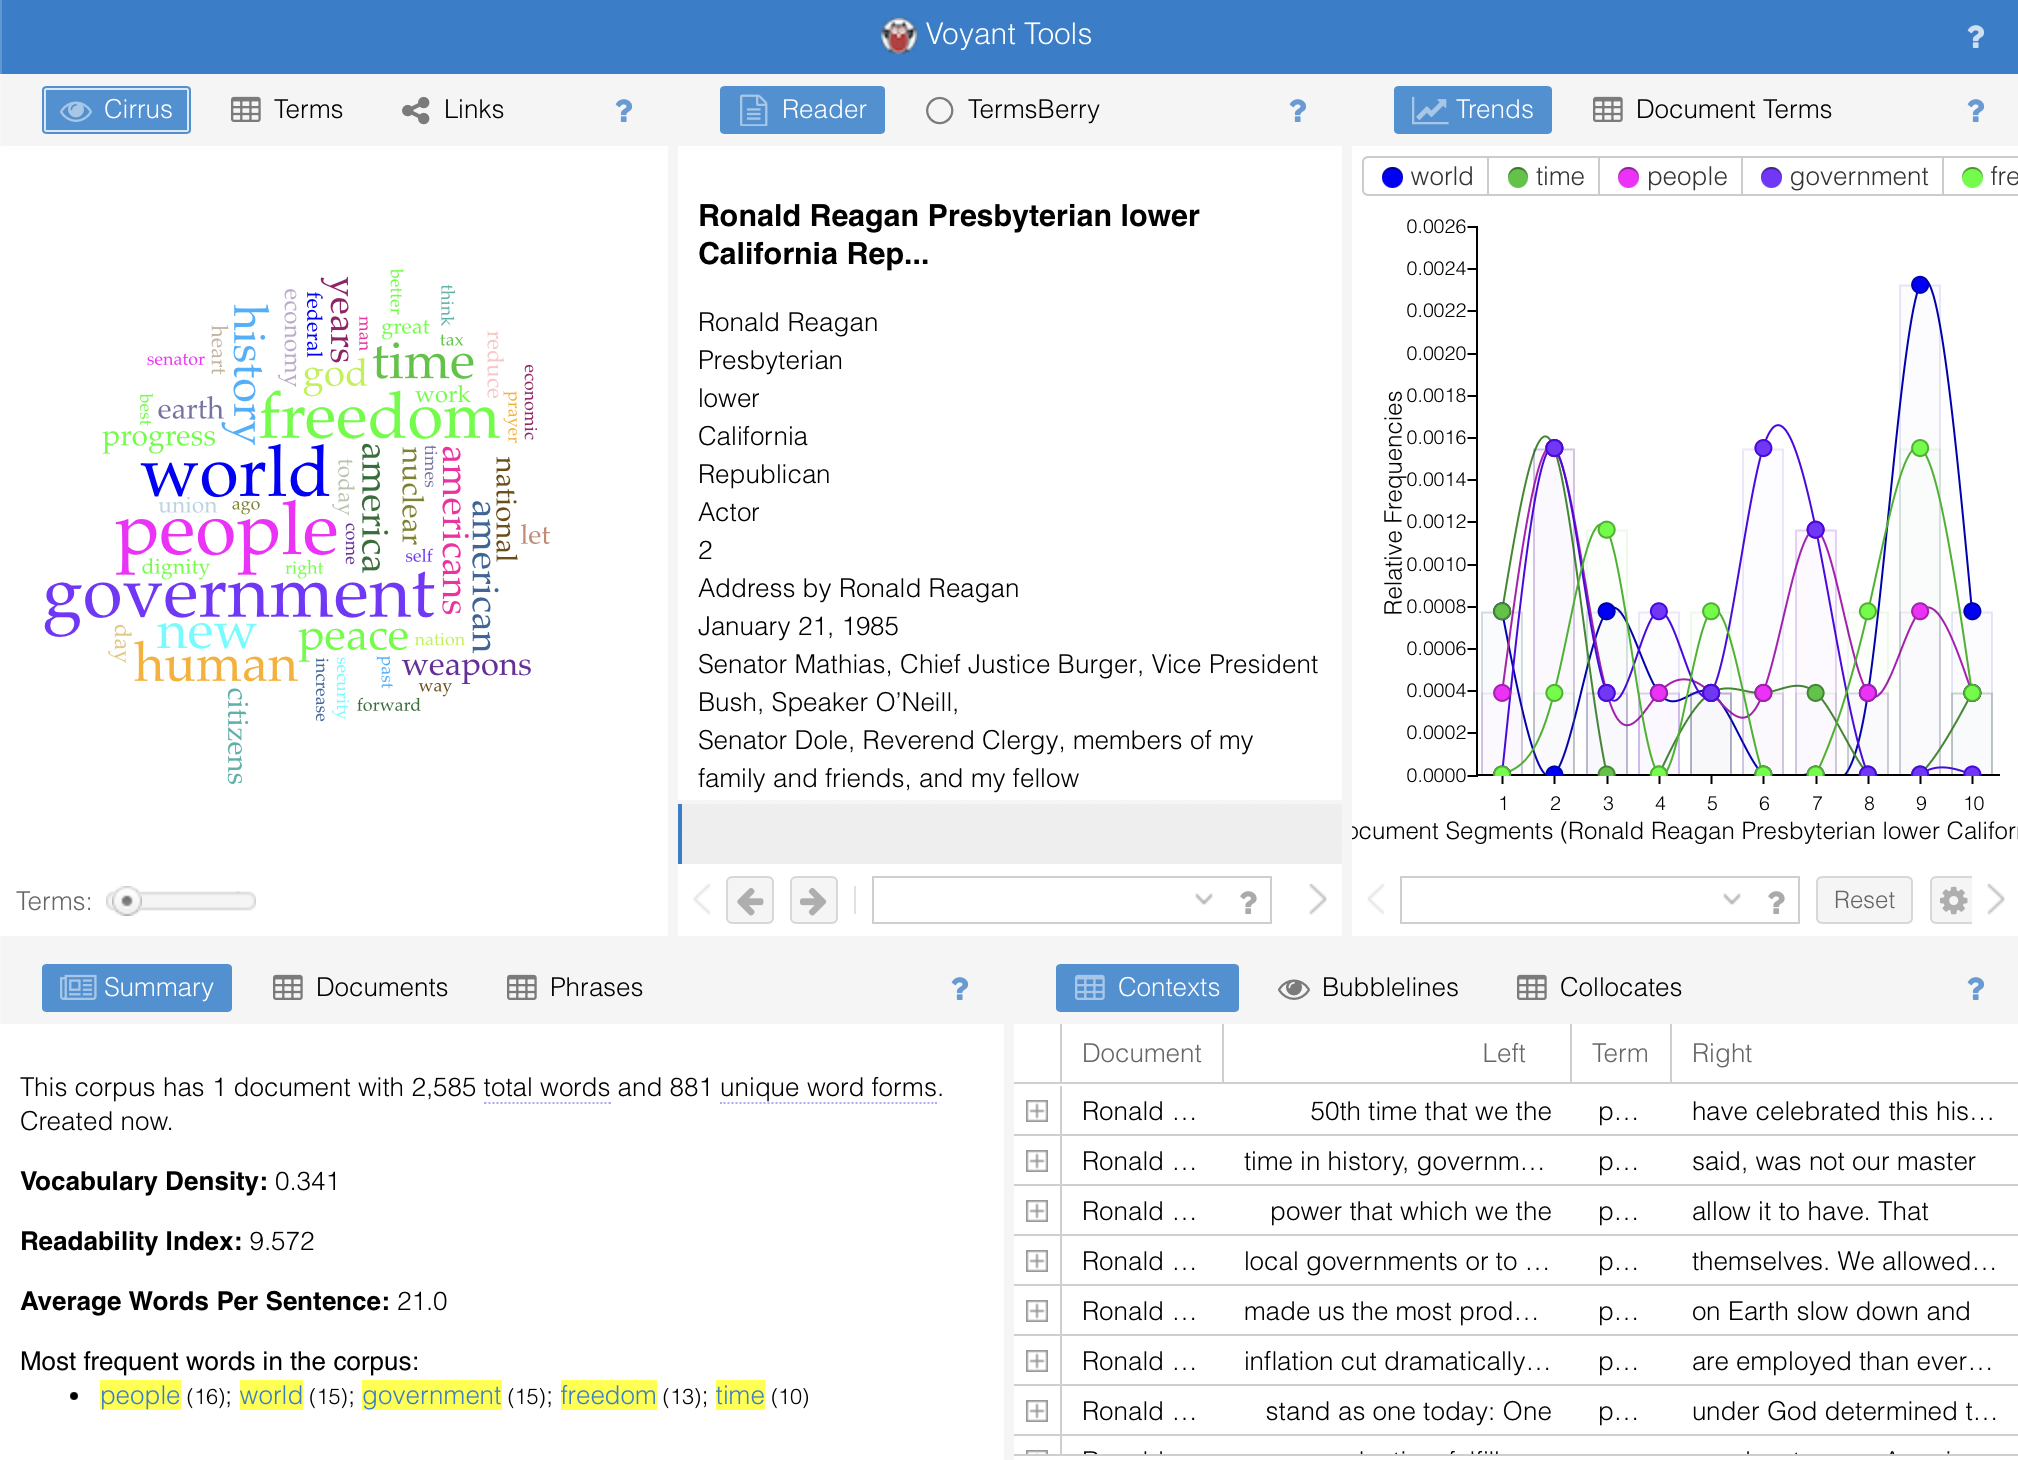 Voyant Tools
?
Cirrus Terms Links ?
Reader TermsBerry ?
Trends Document Terms ?
better
think
years
economy
federal
history
man
great
heart
tax
reduce
senator
time
god
economic
work
prayer
best
earth
freedom
progress
world
today
america
nuclear
times
americans
national
union
ago
american
people
come
let
self
dignity
right
government
new
peace
nation
day
human
increase
security
past
weapons
way
citizens
forward
Terms:
Ronald Reagan Presbyterian lower
California Rep...
Ronald Reagan
Presbyterian
lower
California
Republican
Actor
2
Address by Ronald Reagan
January 21, 1985
Senator Mathias, Chief Justice Burger, Vice President
Bush, Speaker O’Neill,
Senator Dole, Reverend Clergy, members of my
family and friends, and my fellow
?
world time people government fre
Relative Frequencies
0.0026
0.0024
0.0022
0.0020
0.0018
0.0016
0.0014
0.0012
0.0010
0.0008
0.0006
0.0004
0.0002
0.0000
1 2 3 4 5 6 7 8 9 10
ocument Segments (Ronald Reagan Presbyterian lower Califor
? Reset
Summary Documents Phrases ?
This corpus has 1 document with 2,585 total words and 881 unique word forms.
Created now.
Vocabulary Density: 0.341
Readability Index: 9.572
Average Words Per Sentence: 21.0
Most frequent words in the corpus:
• people (16); world (15); government (15); freedom (13); time (10)
Contexts Bubblelines Collocates ?
Document Left Term Right
Ronald ... 50th time that we the p... have celebrated this his...
Ronald ... time in history, governm... p... said, was not our master
Ronald ... power that which we the p... allow it to have. That
Ronald ... local governments or to ... p... themselves. We allowed...
Ronald ... made us the most prod... p... on Earth slow down and
Ronald ... inflation cut dramatically... p... are employed than ever...
Ronald ... stand as one today: One p... under God determined t...